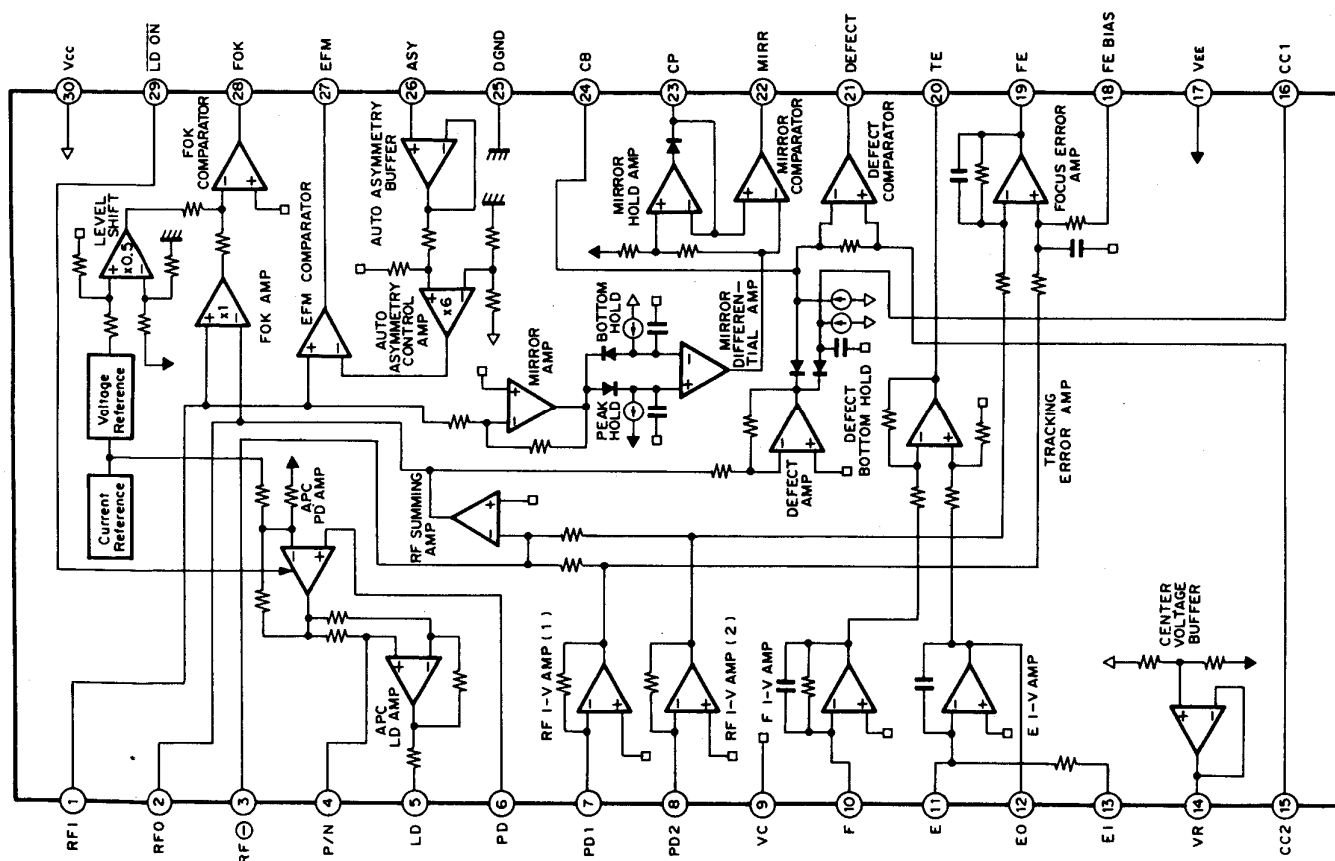 Vcc
LD ON
FOK
EFM
ASY
DGND
CB
CP
MIRR
DEFECT
TE
FE
FE BIAS
VEE
CC1
30
29
28
27
26
25
24
23
22
21
20
19
18
17
16
FOK
COMPARATOR
LEVEL
SHIFT
x0.5
x1
FOK AMP
Voltage
Reference
Current
Reference
EFM COMPARATOR
AUTO ASYMMETRY
BUFFER
AUTO
ASYMMETRY
CONTROL
AMP
x6
MIRROR
AMP
BOTTOM
HOLD
PEAK
HOLD
MIRROR
DIFFEREN-
TIAL AMP
MIRROR
HOLD AMP
MIRROR
COMPARATOR
DEFECT
COMPARATOR
DEFECT
AMP
DEFECT
BOTTOM HOLD
FOCUS ERROR
AMP
TRACKING
ERROR AMP
APC
PD AMP
APC
LD AMP
RF SUMMING
AMP
RF I-V AMP (1)
RF I-V AMP (2)
F I-V AMP
E I-V AMP
CENTER
VOLTAGE
BUFFER
1
2
3
4
5
6
7
8
9
10
11
12
13
14
15
RF1
RFO
RF⊖
P/N
LD
PD
PD1
PD2
VC
F
E
EO
EI
VR
CC2